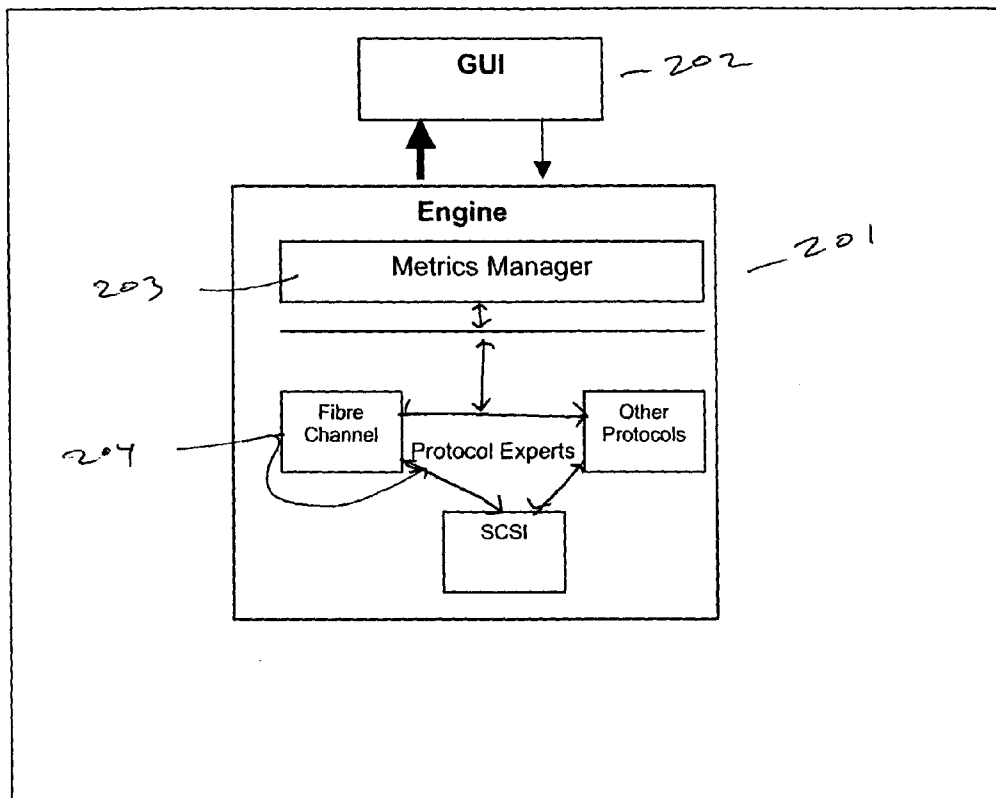 GUI
202
Engine
201
Metrics Manager
203
Fibre
Channel
Other
Protocols
204
Protocol Experts
SCSI